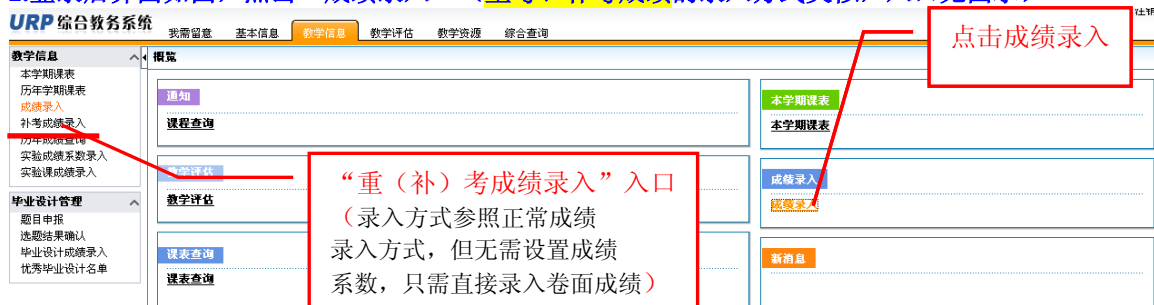 URP 综合教务系统
我需留意 基本信息 教学信息 教学评估 教学资源 综合查询
点击成绩录入
教学信息
本学期课表
历年学期课表
成绩录入
补考成绩录入
历年成绩查询
实验成绩系数录入
实验课成绩录入
毕业设计管理
题目申报
选题结果确认
毕业设计成绩录入
优秀毕业设计名单
概览
通知
课程查询
本学期课表
本学期课表
教学评估
教学评估
“重（补）考成绩录入”入口
（录入方式参照正常成绩
录入方式，但无需设置成绩
系数，只需直接录入卷面成绩）
成绩录入
成绩录入
课表查询
课表查询
新消息